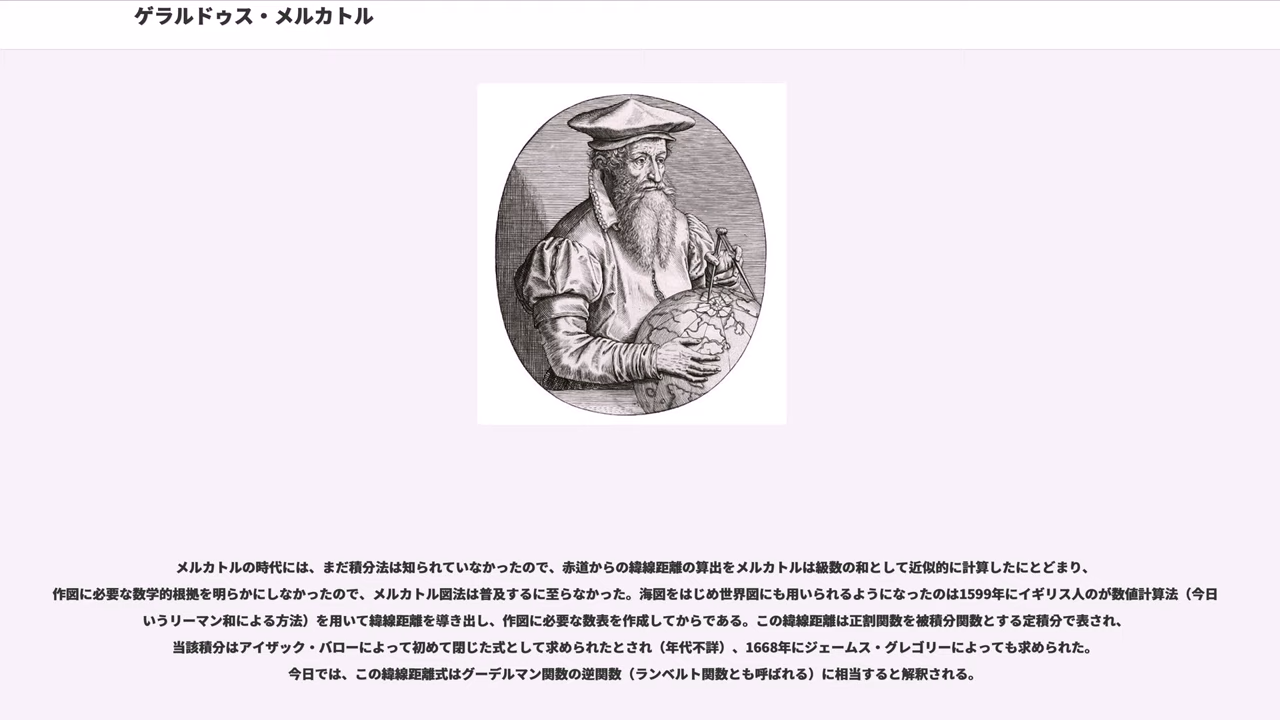 ゲラルドゥス・メルカトル
メルカトルの時代には、まだ積分法は知られていなかったので、赤道からの緯線距離の算出をメルカトルは級数の和として近似的に計算したにとどまり、
作図に必要な数学的根拠を明らかにしなかったので、メルカトル図法は普及するに至らなかった。海図をはじめ世界図にも用いられるようになったのは1599年にイギリス人のが数値計算法（今日
いうリーマン和による方法）を用いて緯線距離を導き出し、作図に必要な数表を作成してからである。この緯線距離は正割関数を被積分関数とする定積分で表され、
当該積分はアイザック・バローによって初めて閉じた式として求められたとされ（年代不詳）、1668年にジェームス・グレゴリーによっても求められた。
今日では、この緯線距離式はグーデルマン関数の逆関数（ランベルト関数とも呼ばれる）に相当すると解釈される。